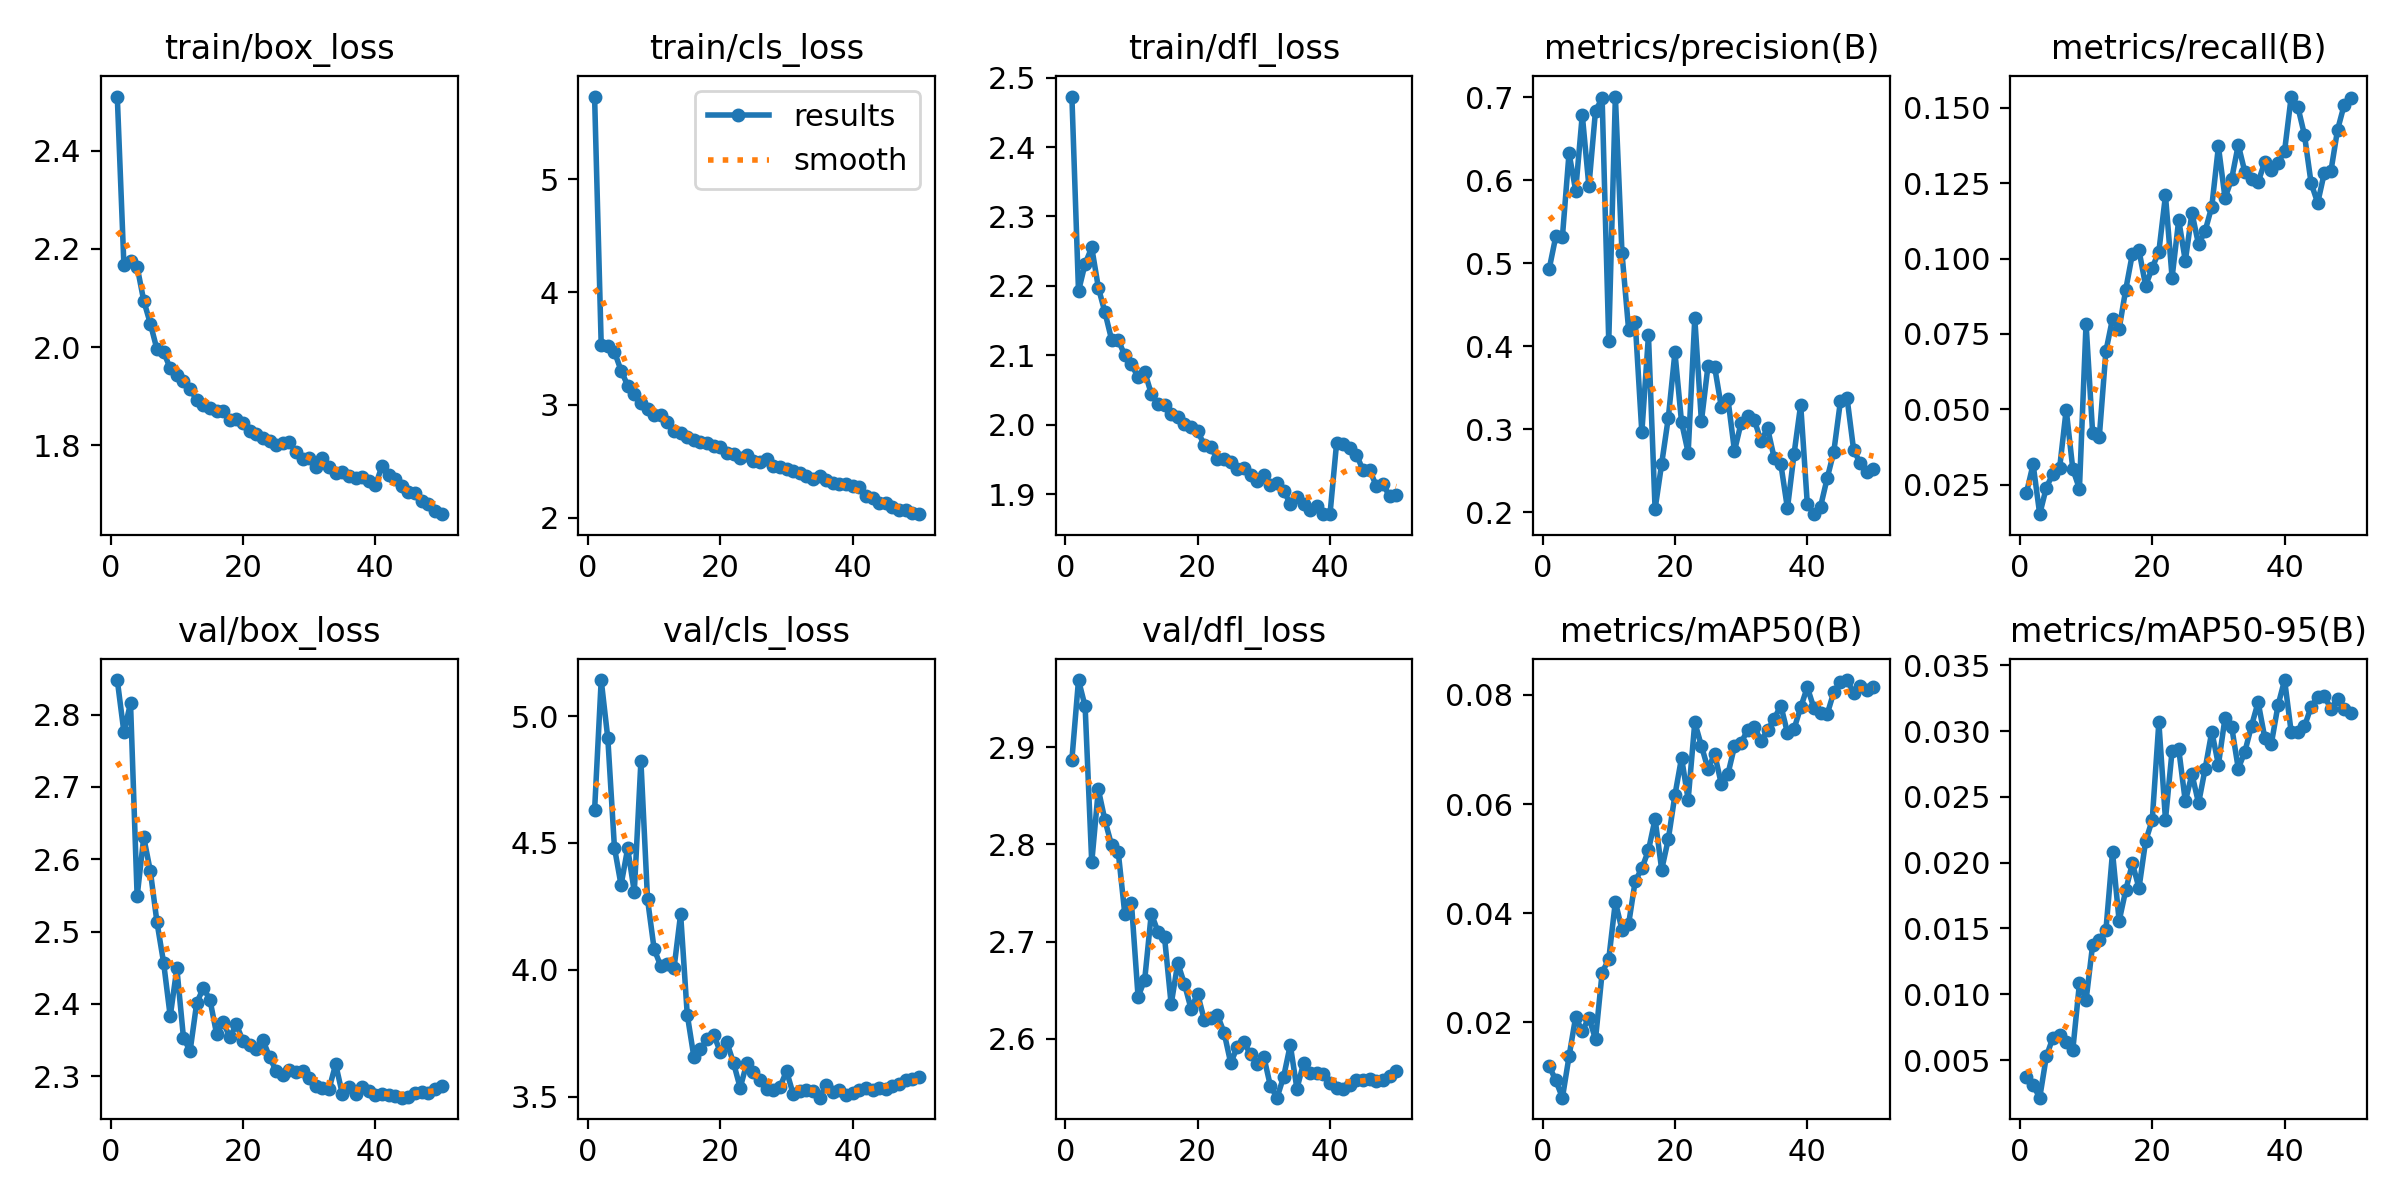 train/box_loss
2.4
2.2
2.0
1.8
0 20 40
train/cls_loss
results
smooth
5
4
3
2
0 20 40
train/dfl_loss
2.5
2.4
2.3
2.2
2.1
2.0
1.9
0 20 40
metrics/precision(B)
0.7
0.6
0.5
0.4
0.3
0.2
0 20 40
metrics/recall(B)
0.150
0.125
0.100
0.075
0.050
0.025
0 20 40
val/box_loss
2.8
2.7
2.6
2.5
2.4
2.3
0 20 40
val/cls_loss
5.0
4.5
4.0
3.5
0 20 40
val/dfl_loss
2.9
2.8
2.7
2.6
0 20 40
metrics/mAP50(B)
0.08
0.06
0.04
0.02
0 20 40
metrics/mAP50-95(B)
0.035
0.030
0.025
0.020
0.015
0.010
0.005
0 20 40